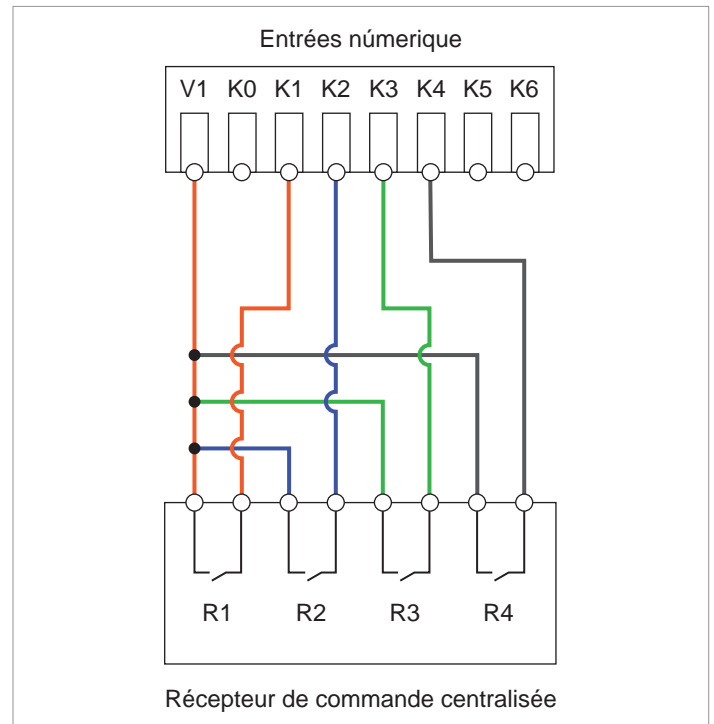 Entrées númerique
V1 K0 K1 K2 K3 K4 K5 K6
R1 R2 R3 R4
Récepteur de commande centralisée